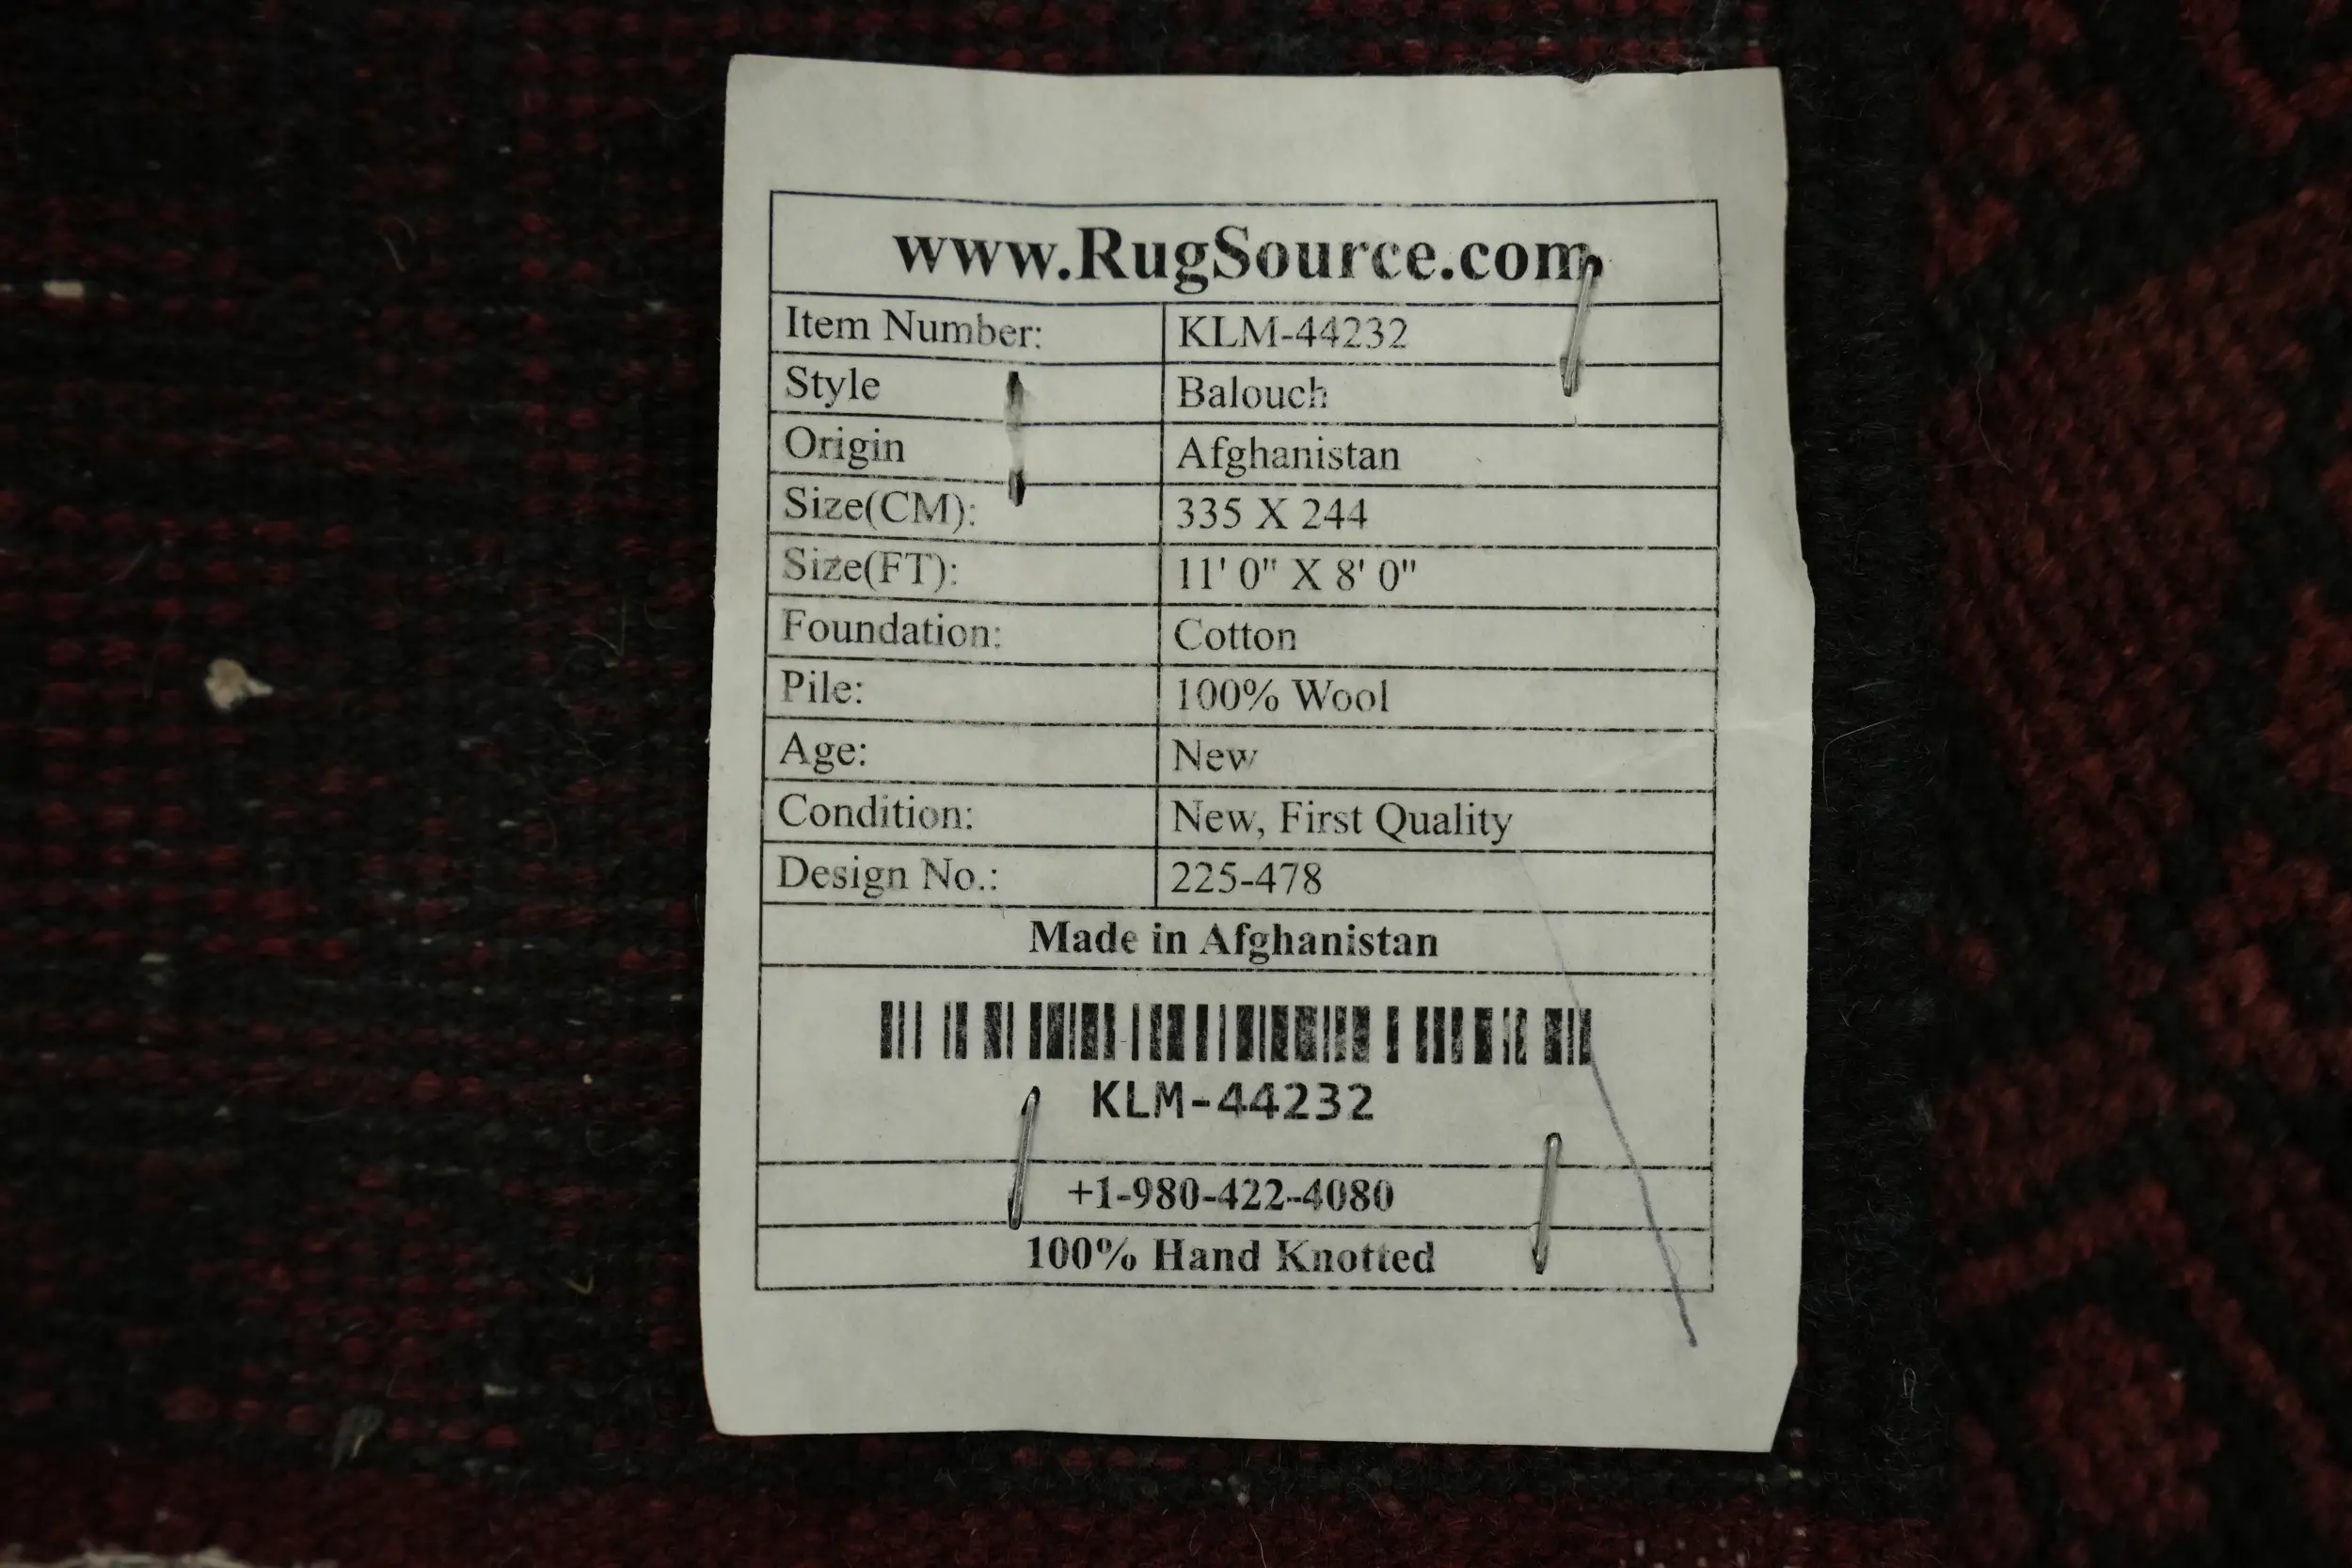 www.RugSource.com
Item Number: KLM-44232
Style Balouch
Origin Afghanistan
Size(CM): 335 X 244
Size(FT): 11' 0" X 8' 0"
Foundation: Cotton
Pile: 100% Wool
Age: New
Condition: New, First Quality
Design No.: 225-478
Made in Afghanistan
KLM-44232
+1-980-422-4080
100% Hand Knotted